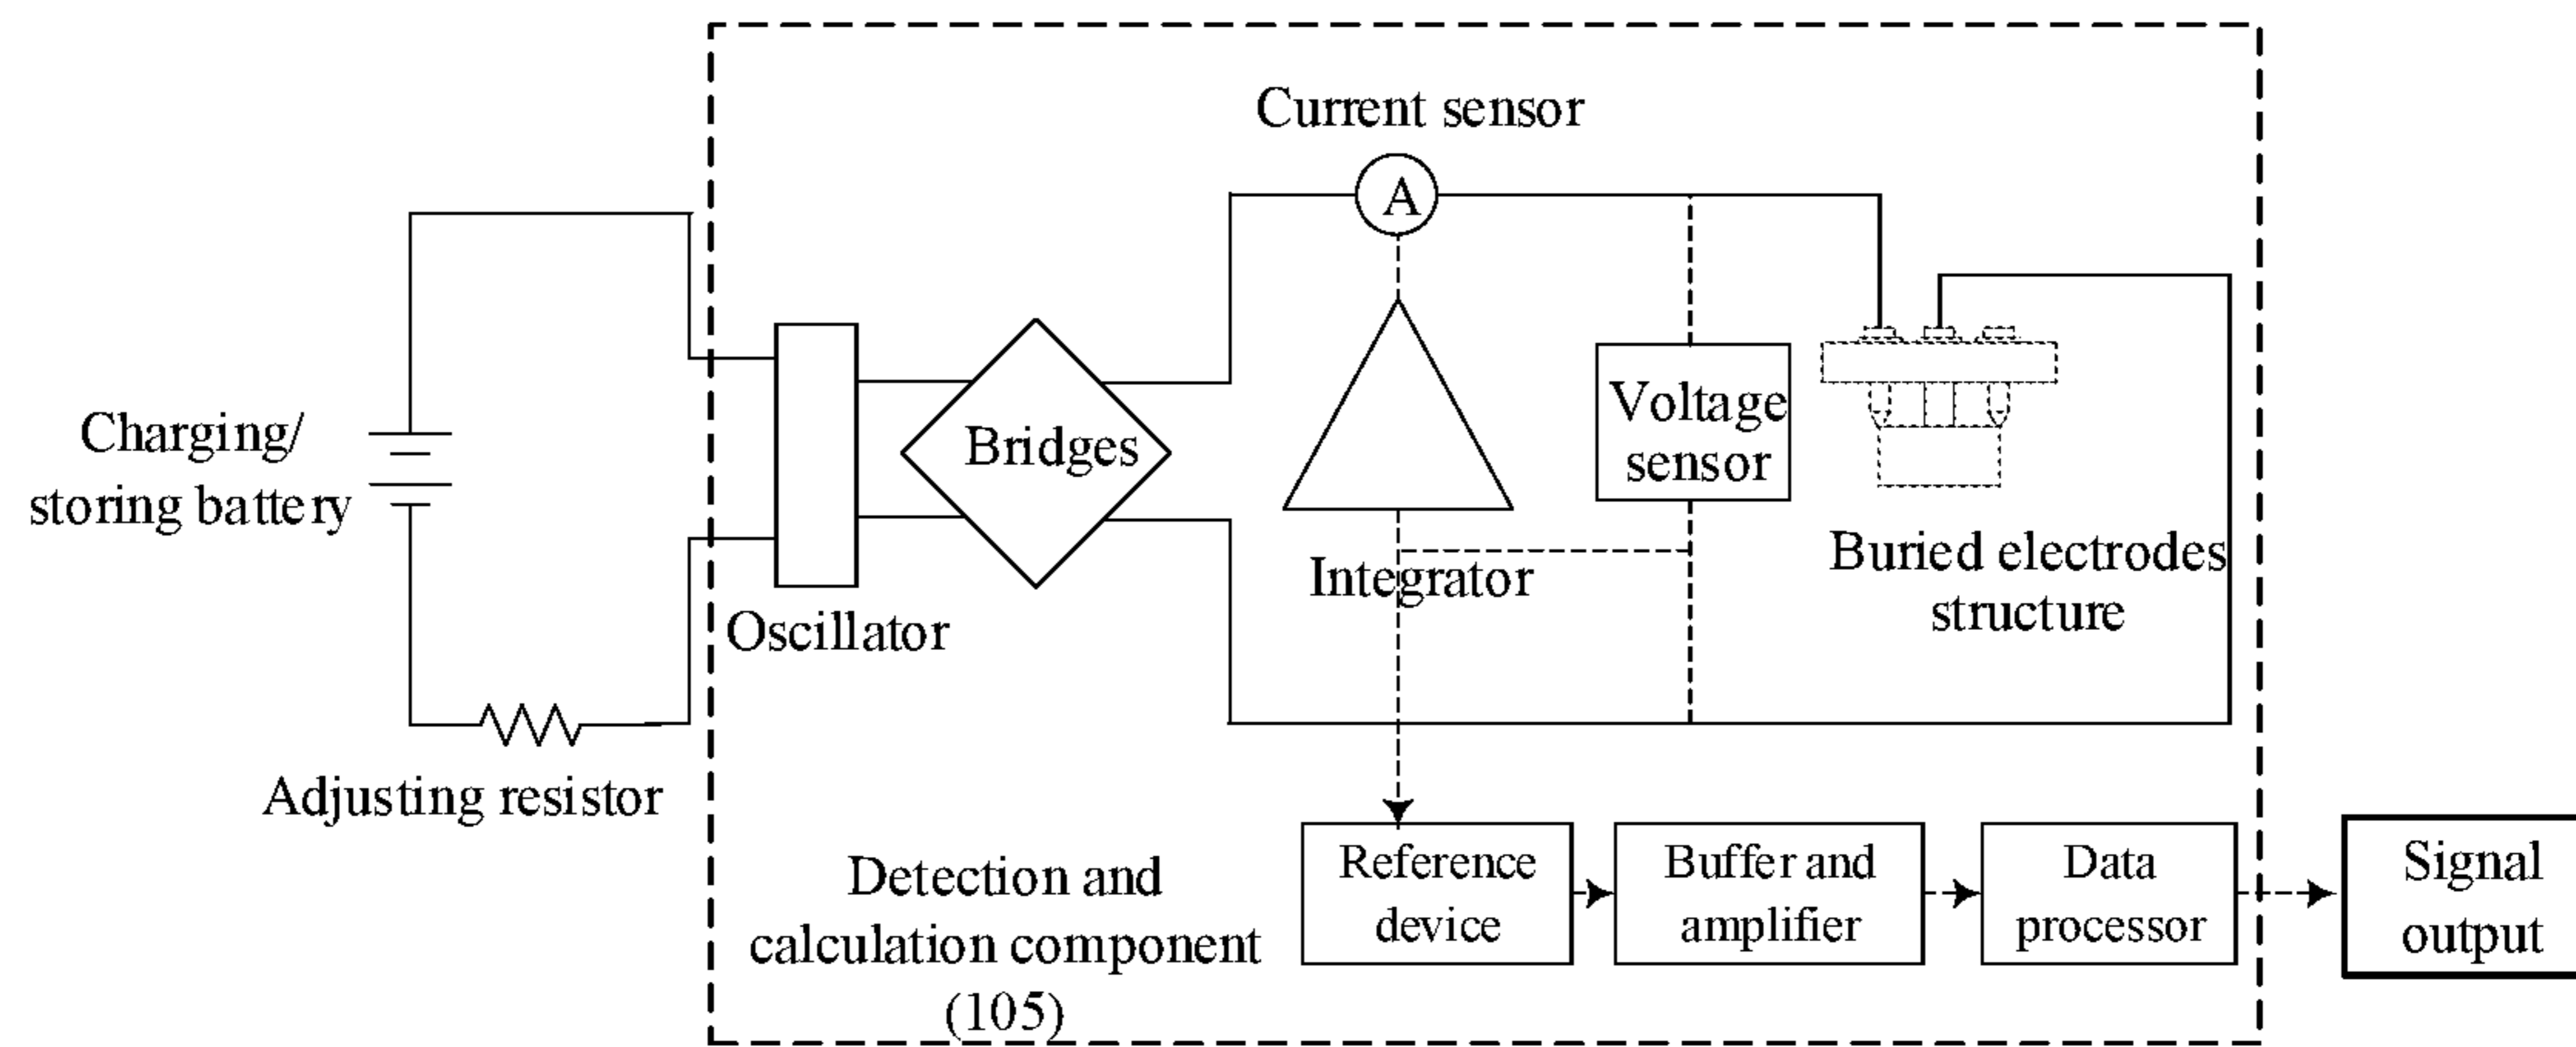 Current sensor
A
Charging/
storing battery
Bridges
Voltage
sensor
Integrator
Buried electrodes
structure
Oscillator
Adjusting resistor
Detection and
calculation component
(105)
Reference
device
Buffer and
amplifier
Data
processor
Signal
output